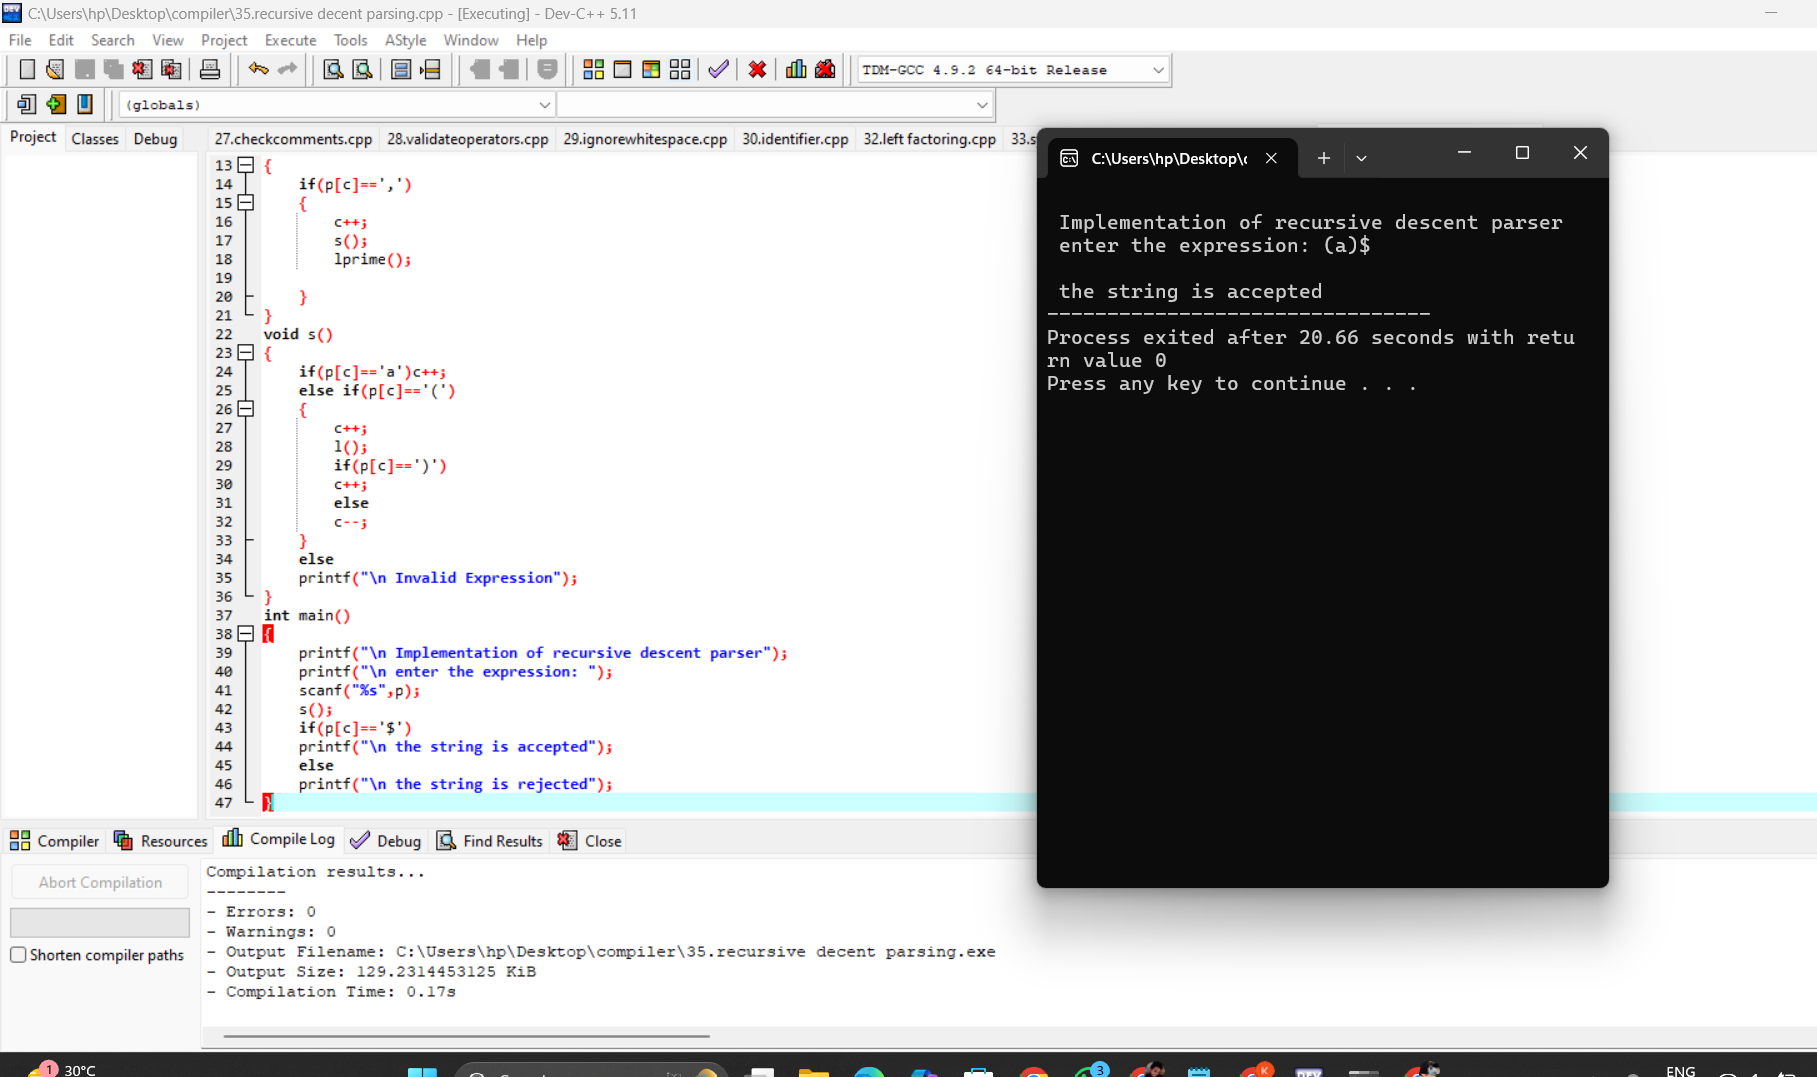 C:\Users\hp\Desktop\compiler\35.recursive decent parsing.cpp - [Executing] - Dev-C++ 5.11
File Edit Search View Project Execute Tools AStyle Window Help
TDM-GCC 4.9.2 64-bit Release
(globals)
Project Classes Debug
27.checkcomments.cpp 28.validateoperators.cpp 29.ignorewhitespace.cpp 30.identifier.cpp 32.left factoring.cpp 33.s
13 {
14 if(p[c]==',')
15 {
16 c++;
17 s();
18 lprime();
19
20 }
21 }
22 void s()
23 {
24 if(p[c]=='a')c++;
25 else if(p[c]=='(')
26 {
27 c++;
28 l();
29 if(p[c]==')')
30 c++;
31 else
32 c--;
33 }
34 else
35 printf("\n Invalid Expression");
36 }
37 int main()
38 {
39 printf("\n Implementation of recursive descent parser");
40 printf("\n enter the expression: ");
41 scanf("%s",p);
42 s();
43 if(p[c]=='$')
44 printf("\n the string is accepted");
45 else
46 printf("\n the string is rejected");
47 }
C:\Users\hp\Desktop\c
Implementation of recursive descent parser
enter the expression: (a)$
the string is accepted
--------------------------------
Process exited after 20.66 seconds with retu
rn value 0
Press any key to continue . . .
Compiler Resources Compile Log Debug Find Results Close
Abort Compilation
Shorten compiler paths
Compilation results...
--------
- Errors: 0
- Warnings: 0
- Output Filename: C:\Users\hp\Desktop\compiler\35.recursive decent parsing.exe
- Output Size: 129.2314453125 KiB
- Compilation Time: 0.17s
1 30°C
3
K
DEV
ENG